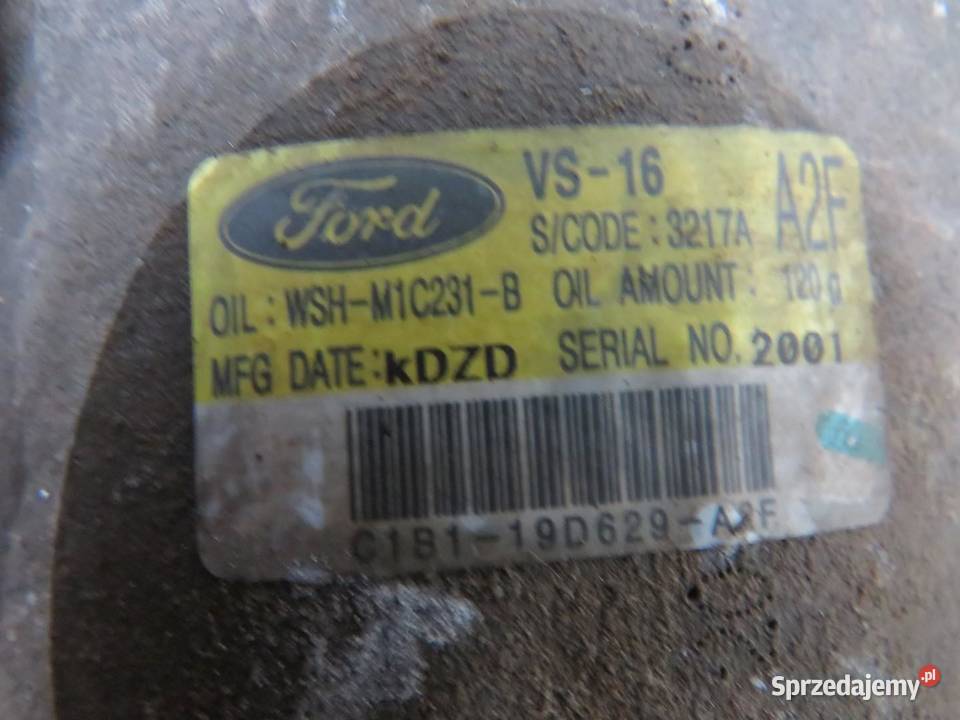 Ford VS-16 A2F
S/CODE : 3217A
OIL : WSH-M1C231-B OIL AMOUNT : 120 g
MFG DATE : KDZD SERIAL NO. 2001
C1B1-19D629-A2F
Sprzedajemy.pl